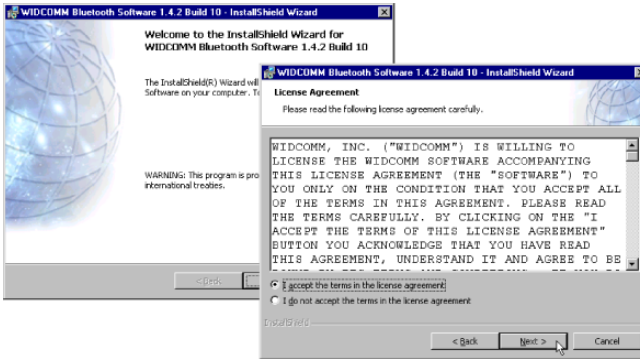 WIDCOMM Bluetooth Software 1.4.2 Build 10 - InstallShield Wizard
Welcome to the InstallShield Wizard for
WIDCOMM Bluetooth Software 1.4.2 Build 10
The InstallShield(R) Wizard will
Software on your computer.
WARNING: This program is
international treaties.
< Back
WIDCOMM Bluetooth Software 1.4.2 Build 10 - InstallShield Wizard
License Agreement
Please read the following license agreement carefully.
WIDCOMM, INC. ("WIDCOMM") IS WILLING TO
LICENSE THE WIDCOMM SOFTWARE ACCOMPANYING
THIS LICENSE AGREEMENT (THE "SOFTWARE") TO
YOU ONLY ON THE CONDITION THAT YOU ACCEPT ALL
OF THE TERMS IN THIS AGREEMENT. PLEASE READ
THE TERMS CAREFULLY. BY CLICKING ON THE "I
ACCEPT THE TERMS OF THIS LICENSE AGREEMENT"
BUTTON YOU ACKNOWLEDGE THAT YOU HAVE READ
THIS AGREEMENT, UNDERSTAND IT AND AGREE TO BE
I accept the terms in the license agreement
I do not accept the terms in the license agreement
InstallShield
< Back
Next >
Cancel